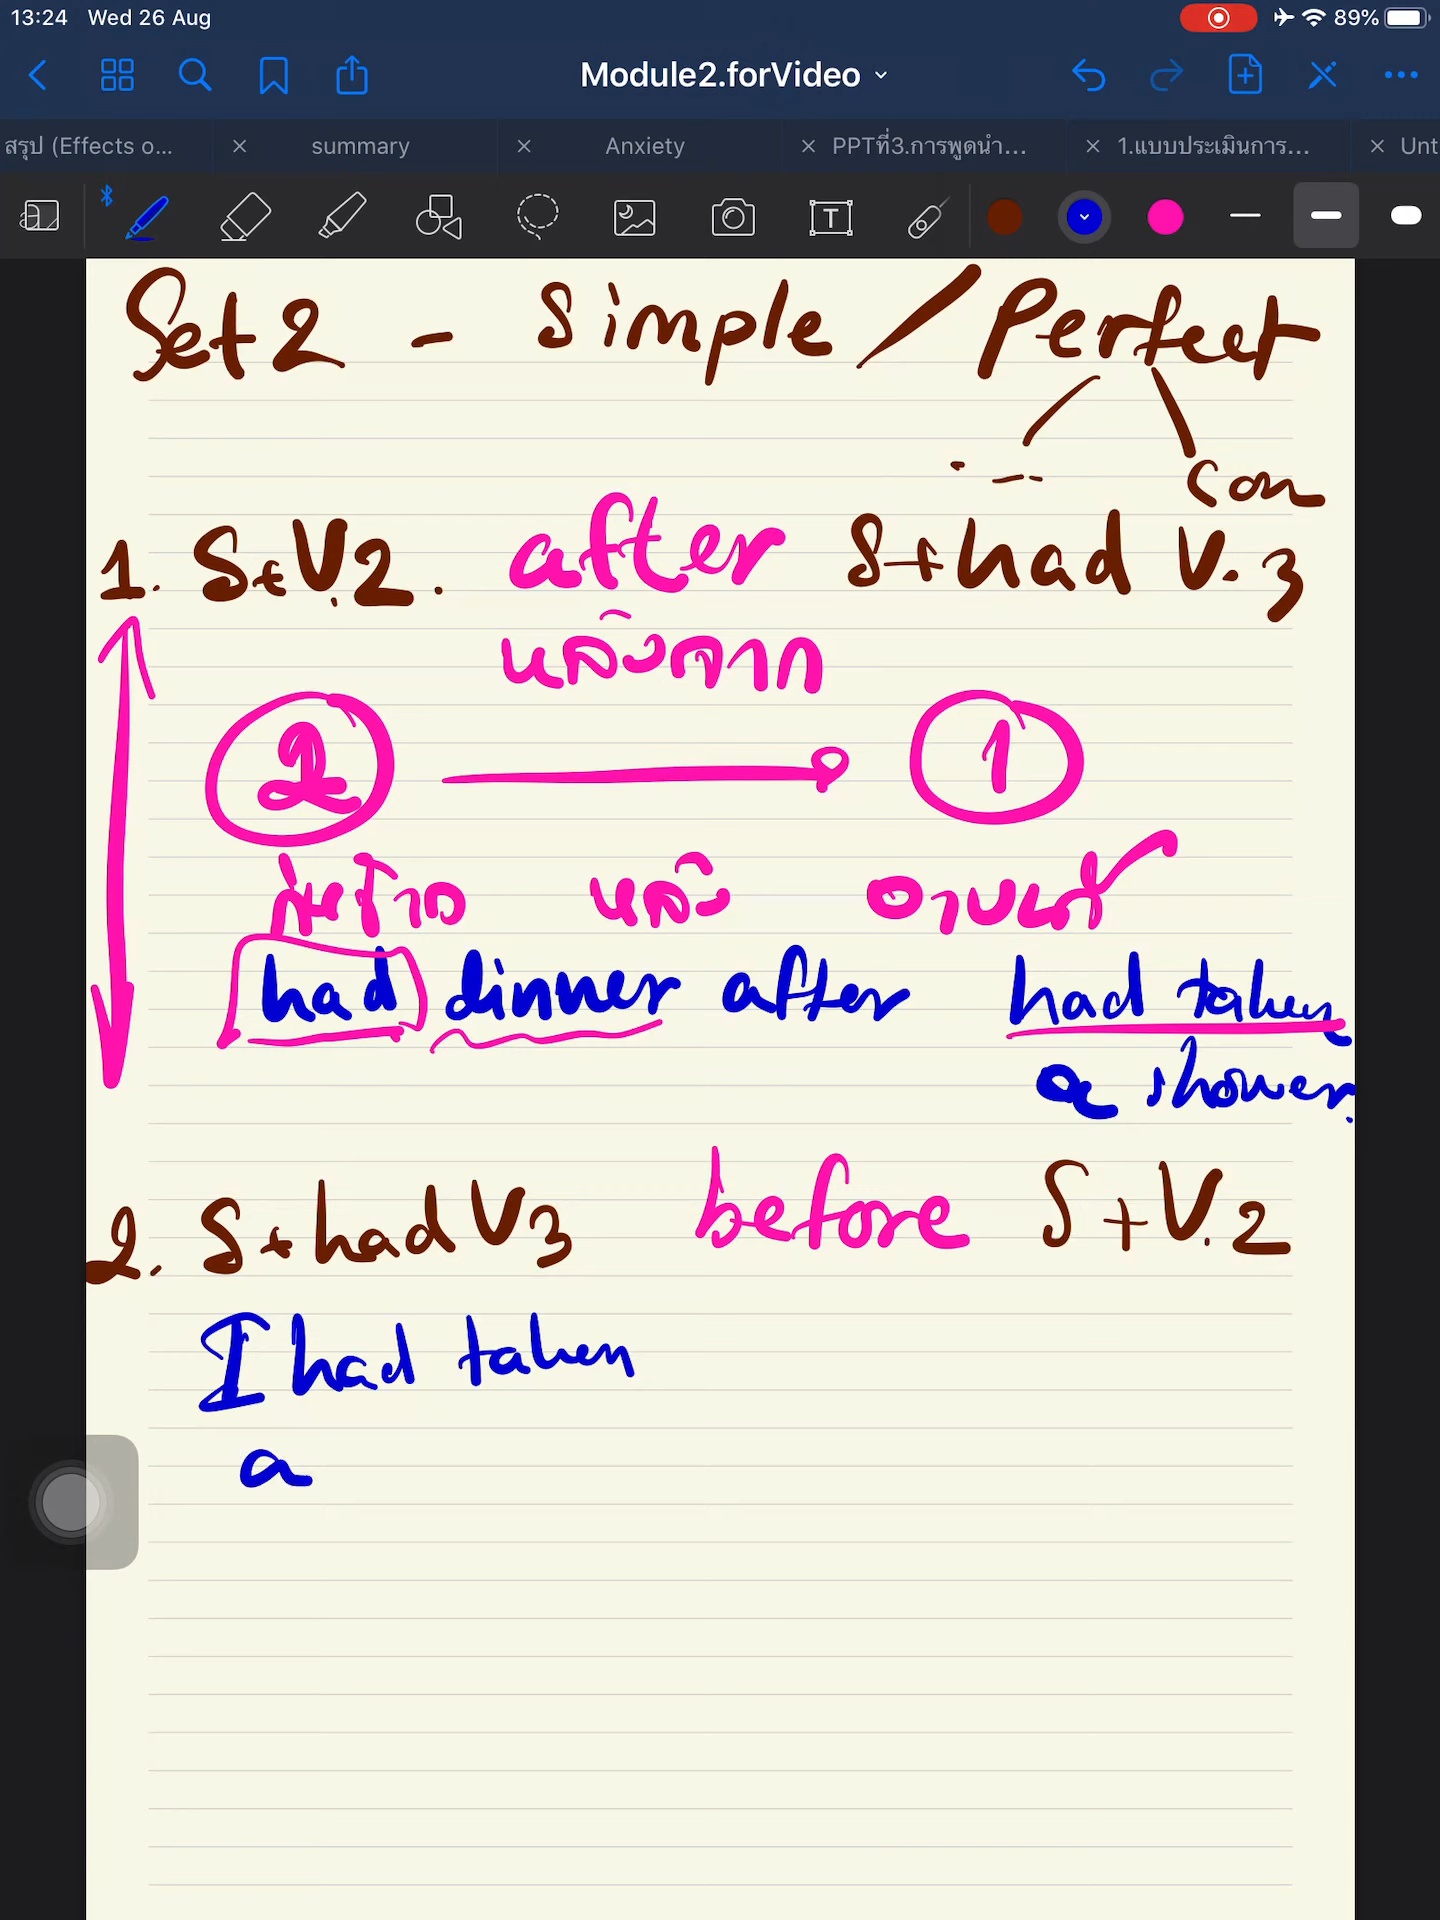 13:24 Wed 26 Aug 89%
Module2.forVideo
สรุป (Effects o... summary Anxiety PPTที่3.การพูดนำ... 1.แบบประเมินการ... Unt
Set 2 - Simple / Perfect
... con
1. S+V.2. after S+had V.3
หลังจาก
2 1
กินข้าว หลัง อาบน้ำ
had dinner after had taken
a shower.
2. S+had V3 before S+V.2
I had taken
a